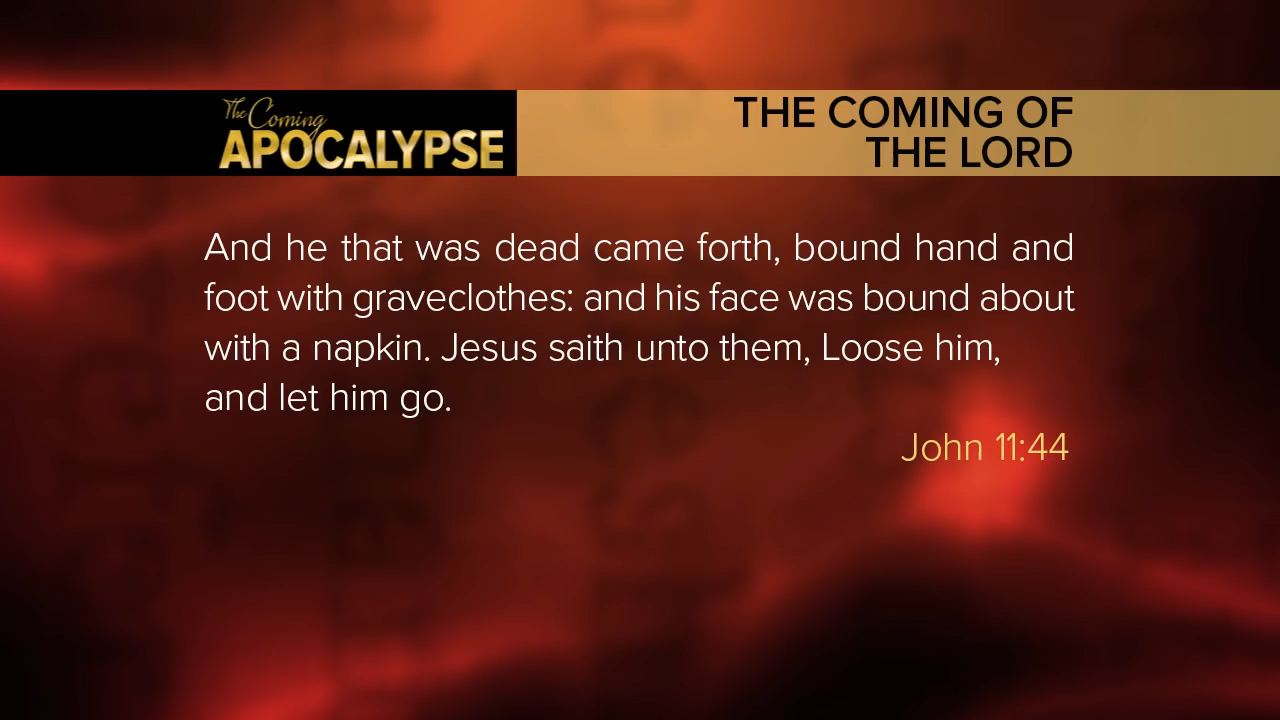 The Coming
APOCALYPSE
THE COMING OF
THE LORD
And he that was dead came forth, bound hand and
foot with graveclothes: and his face was bound about
with a napkin. Jesus saith unto them, Loose him,
and let him go.
John 11:44